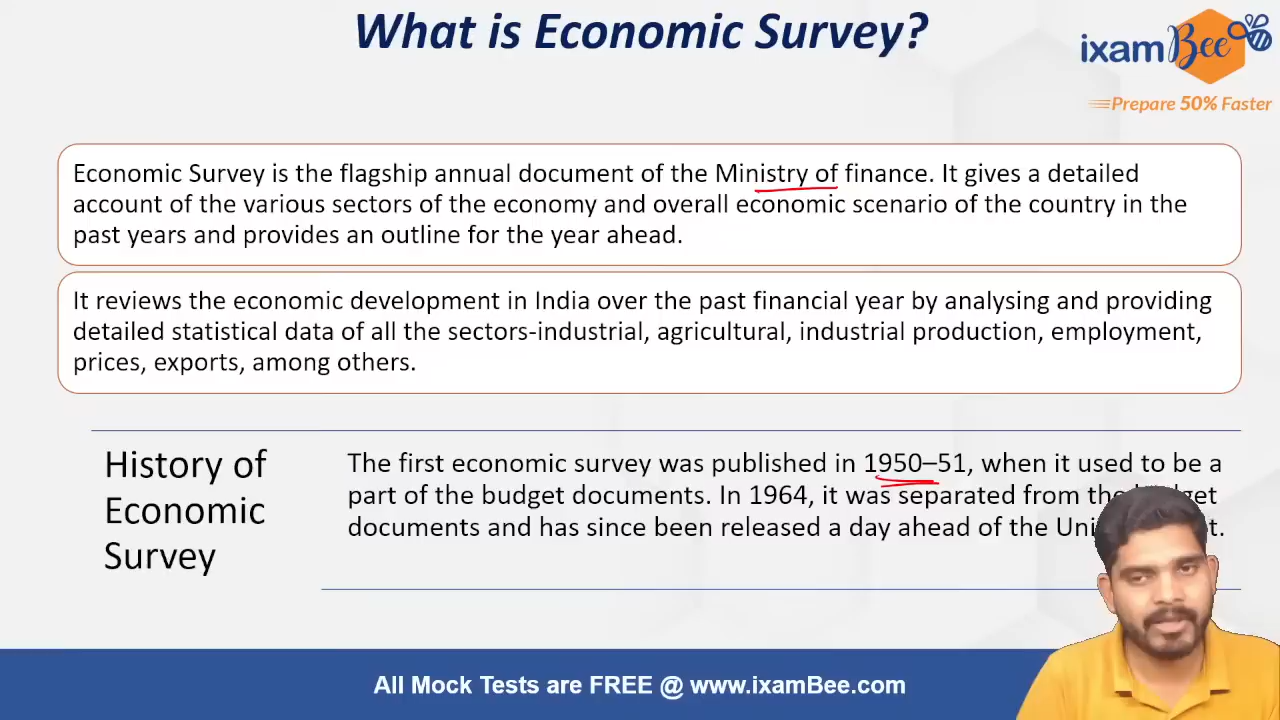 What is Economic Survey?
ixamBee
Prepare 50% Faster
Economic Survey is the flagship annual document of the Ministry of finance. It gives a detailed
account of the various sectors of the economy and overall economic scenario of the country in the
past years and provides an outline for the year ahead.
It reviews the economic development in India over the past financial year by analysing and providing
detailed statistical data of all the sectors-industrial, agricultural, industrial production, employment,
prices, exports, among others.
History of
Economic
Survey
The first economic survey was published in 1950–51, when it used to be a
part of the budget documents. In 1964, it was separated from the
documents and has since been released a day ahead of the
All Mock Tests are FREE @ www.ixamBee.com